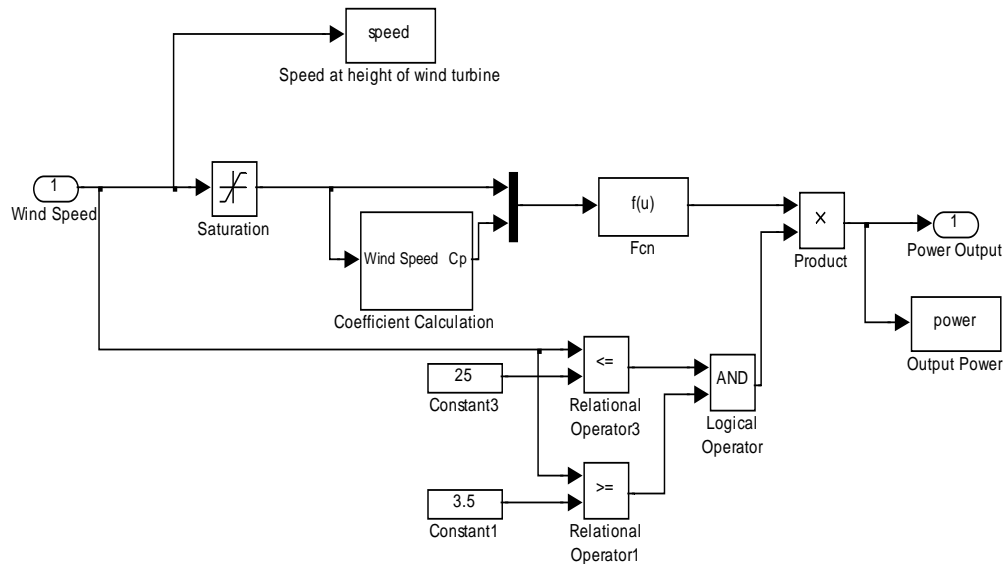 speed
Speed at height of wind turbine
1
Wind Speed
Saturation
Wind Speed Cp
Coefficient Calculation
f(u)
Fcn
×
Product
1
Power Output
power
Output Power
25
Constant3
<=
Relational
Operator3
AND
Logical
Operator
3.5
Constant1
>=
Relational
Operator1